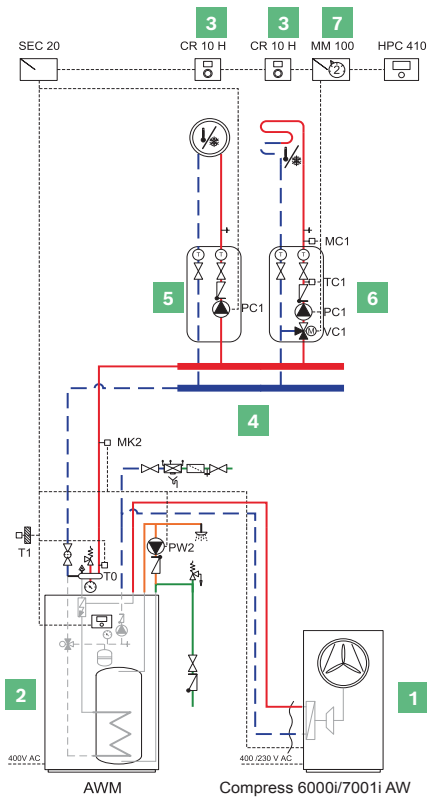 3
3
7
SEC 20
CR 10 H
CR 10 H
MM 100
HPC 410
2
T
T
T
T
MC1
TC1
5
6
PC1
PC1
M
VC1
4
MK2
T1
PW2
T0
2
1
400V AC
400 /230 V AC
AWM
Compress 6000i/7001i AW